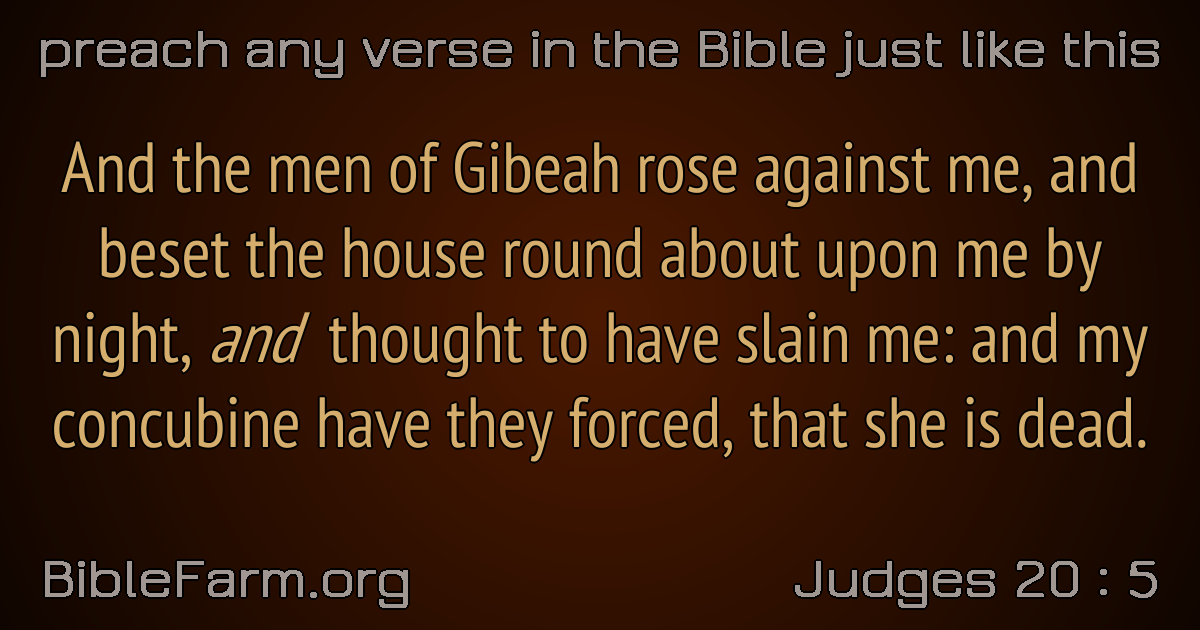 preach any verse in the Bible just like this
And the men of Gibeah rose against me, and
beset the house round about upon me by
night, and thought to have slain me: and my
concubine have they forced, that she is dead.
BibleFarm.org
Judges 20 : 5